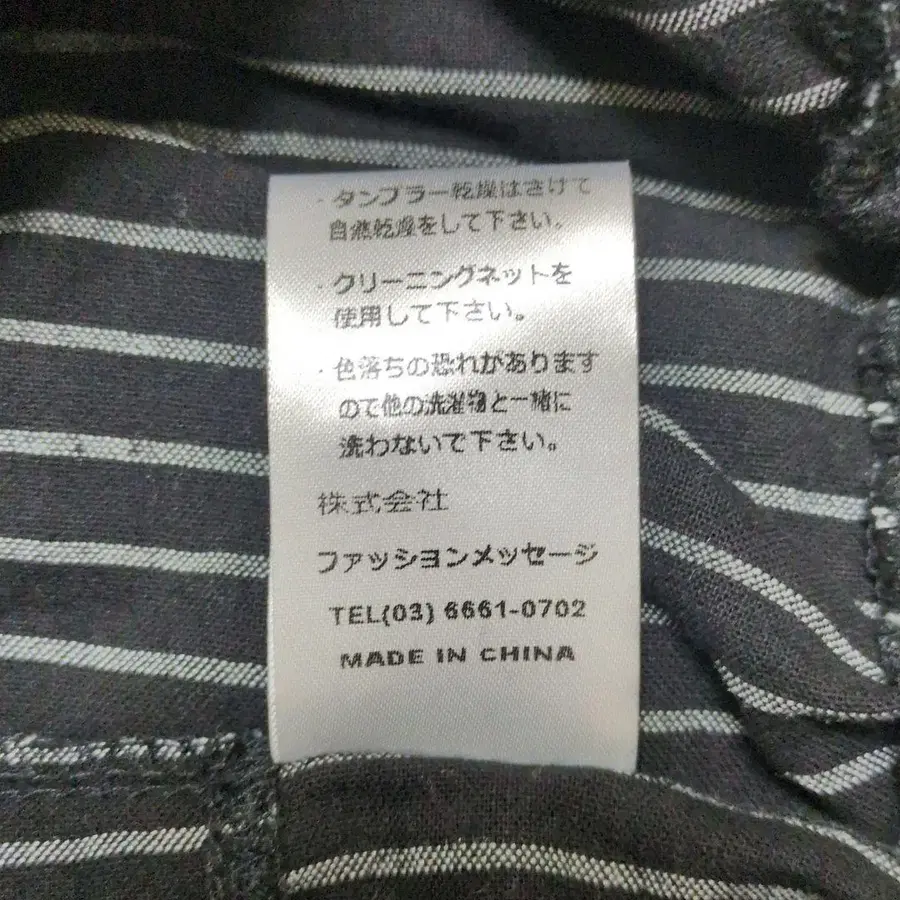 ・タンブラー乾燥はさけて
自然乾燥をして下さい。
・クリーニングネットを
使用して下さい。
・色落ちの恐れがあります
ので他の洗濯物と一緒に
洗わないで下さい。
株式会社
ファッションメッセージ
TEL(03) 6661-0702
MADE IN CHINA